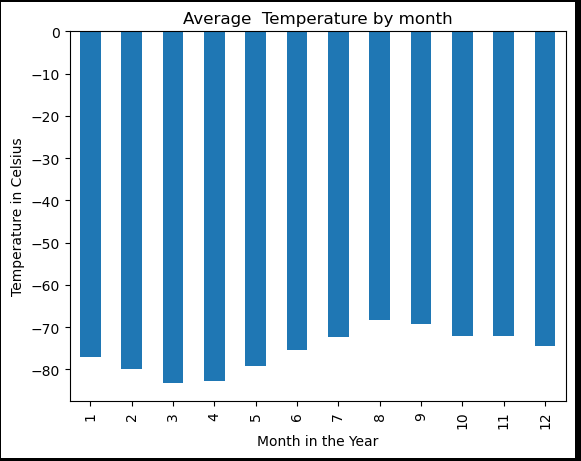 Average  Temperature by month
Temperature in Celsius
0
−10
−20
−30
−40
−50
−60
−70
−80
1 2 3 4 5 6 7 8 9 10 11 12
Month in the Year